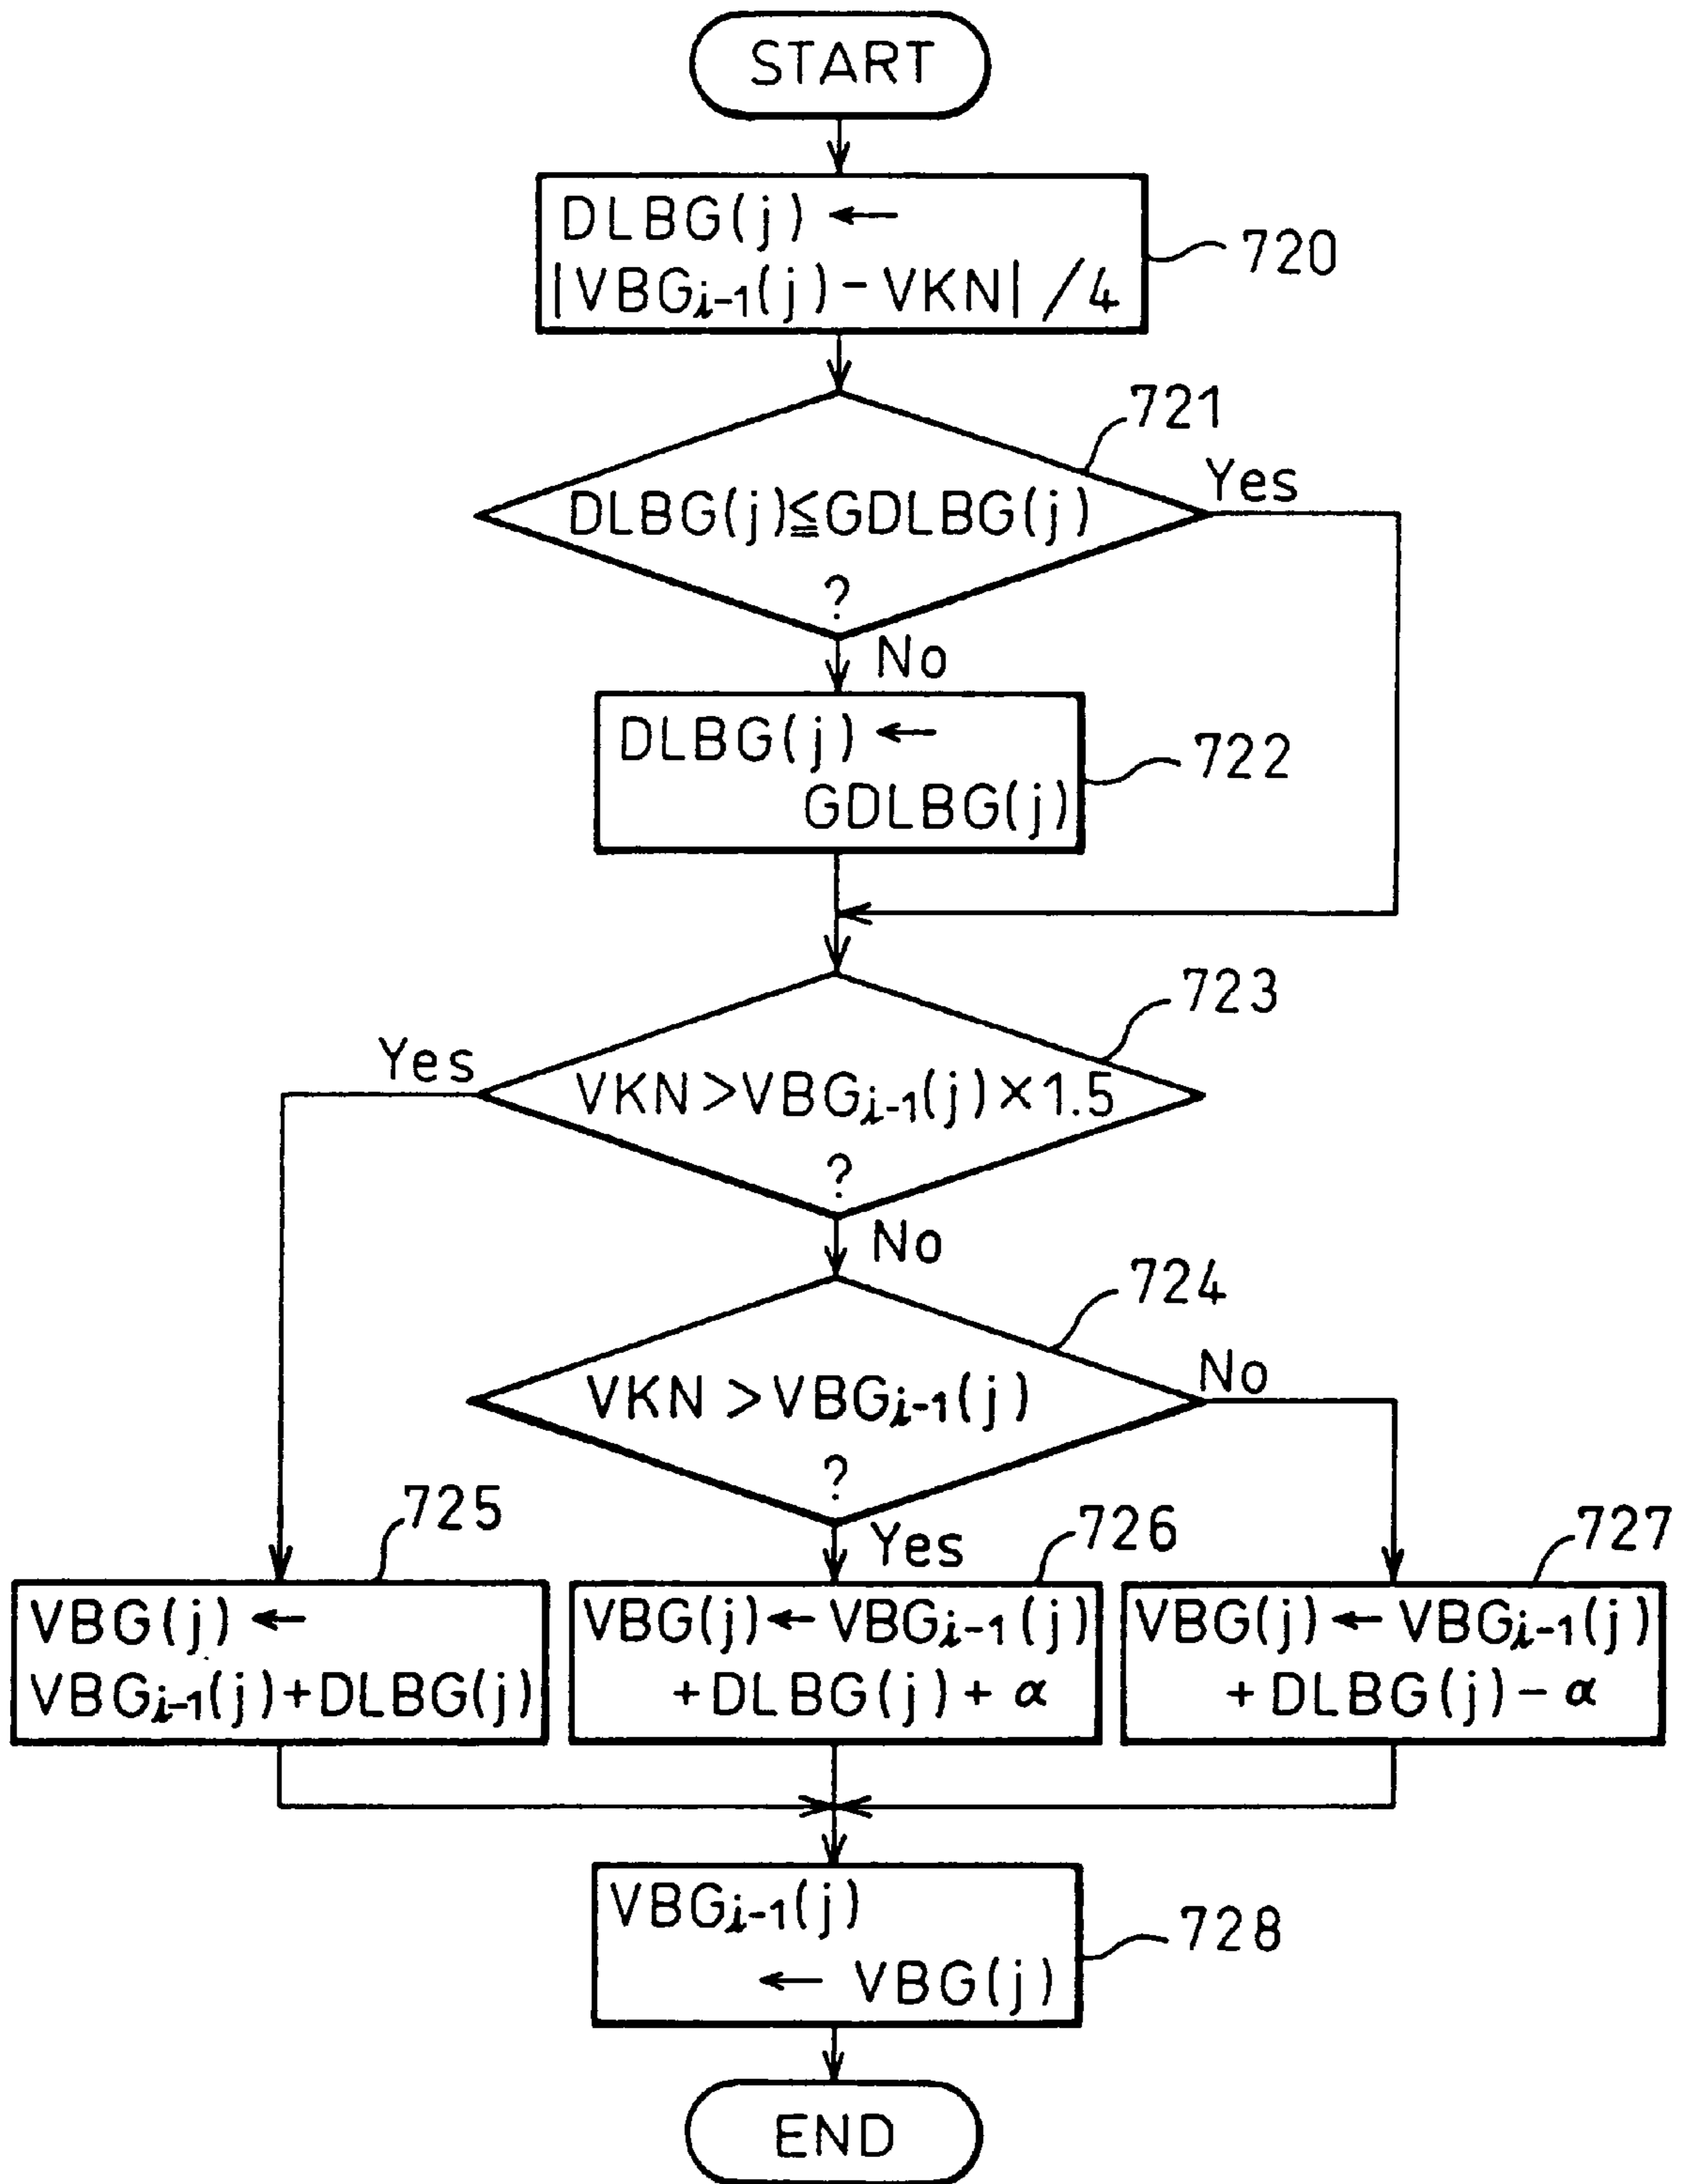 START
DLBG(j) ←
|VBGi-1(j) - VKN| /4
720
721
DLBG(j)≦GDLBG(j)
?
Yes
No
DLBG(j) ←
GDLBG(j)
722
723
Yes
VKN > VBGi-1(j) × 1.5
?
No
724
VKN > VBGi-1(j)
?
No
Yes
725
VBG(j) ←
VBGi-1(j)+DLBG(j)
726
VBG(j) ← VBGi-1(j)
+DLBG(j) + α
727
VBG(j) ← VBGi-1(j)
+ DLBG(j) - α
VBGi-1(j)
← VBG(j)
728
END